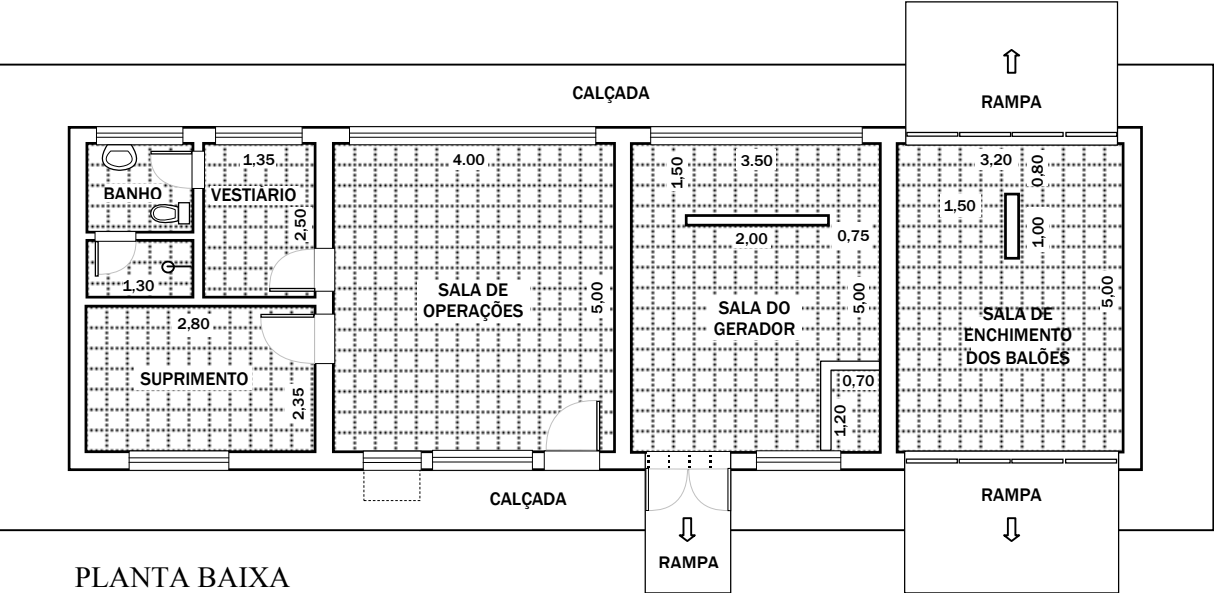 RAMPA
CALÇADA
BANHO
1,35
VESTIÁRIO
2,50
1,30
2,80
SUPRIMENTO
2,35
4.00
SALA DE
OPERAÇÕES
5,00
3.50
1,50
2,00
0,75
SALA DO
GERADOR
5,00
0,70
1,20
3,20
0,80
1,50
1,00
SALA DE
ENCHIMENTO
DOS BALÕES
5,00
CALÇADA
RAMPA
RAMPA
PLANTA BAIXA